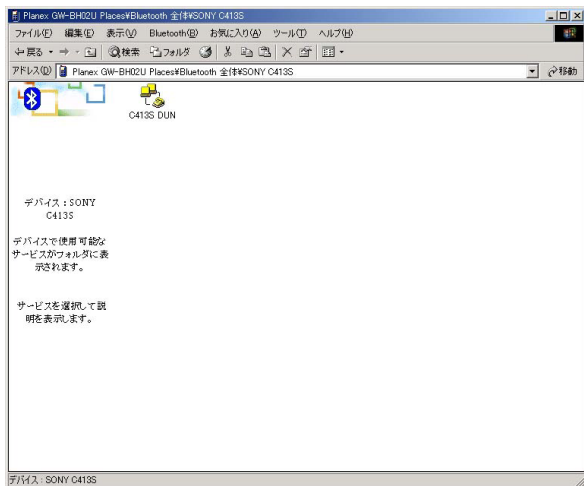 Planex GW-BH02U Places¥Bluetooth 全体¥SONY C413S
ファイル(F) 編集(E) 表示(V) Bluetooth(B) お気に入り(A) ツール(T) ヘルプ(H)
戻る 検索 フォルダ
アドレス(D) Planex GW-BH02U Places¥Bluetooth 全体¥SONY C413S 移動
C413S DUN
デバイス : SONY
C413S
デバイスで使用可能な
サービスがフォルダに表
示されます。
サービスを選択して説
明を表示します。
デバイス : SONY C413S